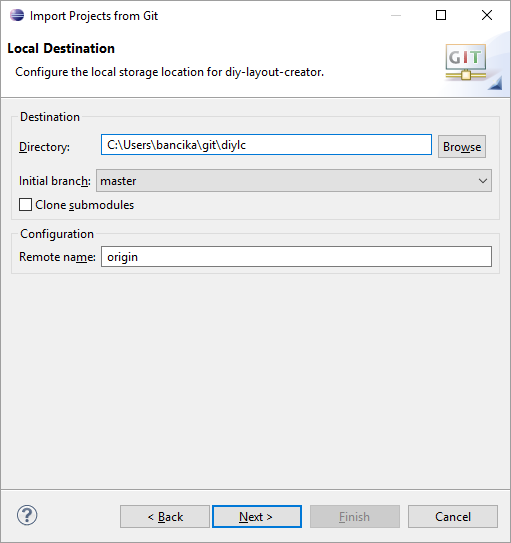 Import Projects from Git
Local Destination
Configure the local storage location for diy-layout-creator.
GIT
Destination
Directory: C:\Users\bancika\git\diylc Browse
Initial branch: master
Clone submodules
Configuration
Remote name: origin
? < Back Next > Finish Cancel